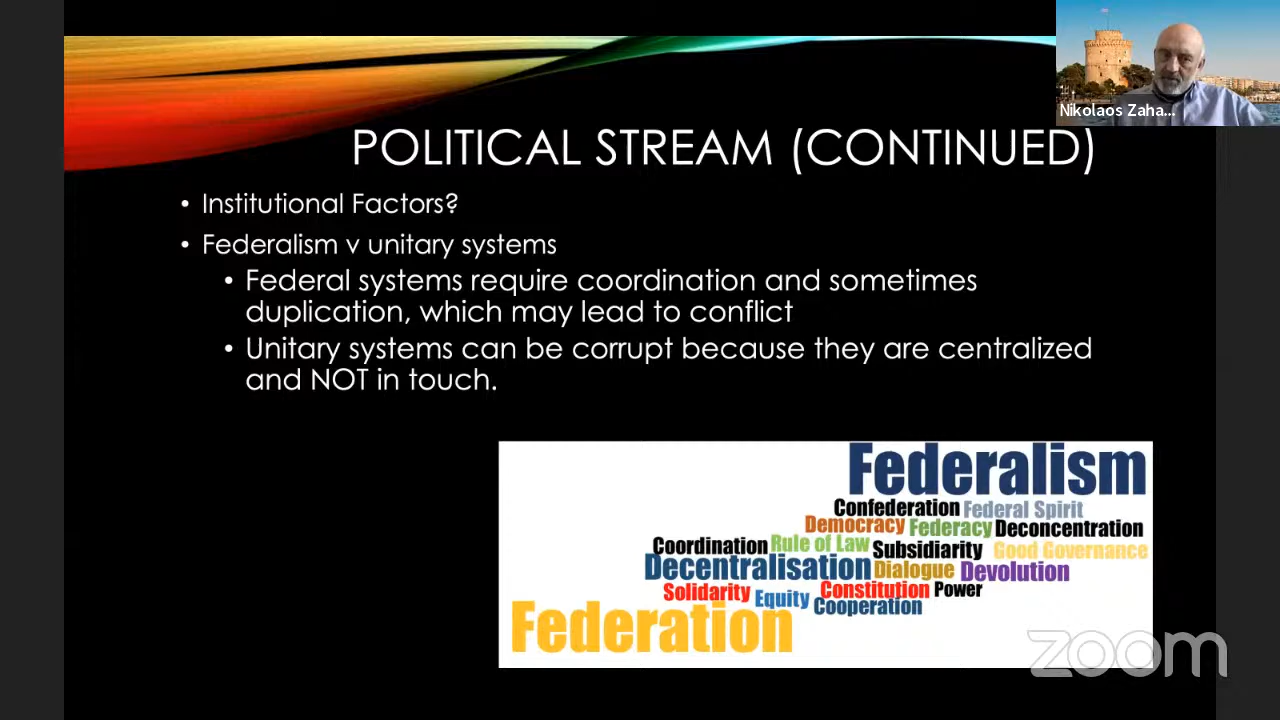 Nikolaos Zaha...
POLITICAL STREAM (CONTINUED)
• Institutional Factors?
• Federalism v unitary systems
• Federal systems require coordination and sometimes
duplication, which may lead to conflict
• Unitary systems can be corrupt because they are centralized
and NOT in touch.
Federalism
Confederation Federal Spirit
Democracy Federacy Deconcentration
Coordination Rule of Law Subsidiarity Good Governance
Decentralisation Dialogue Devolution
Solidarity Equity Constitution Power
Federation Cooperation
zoom